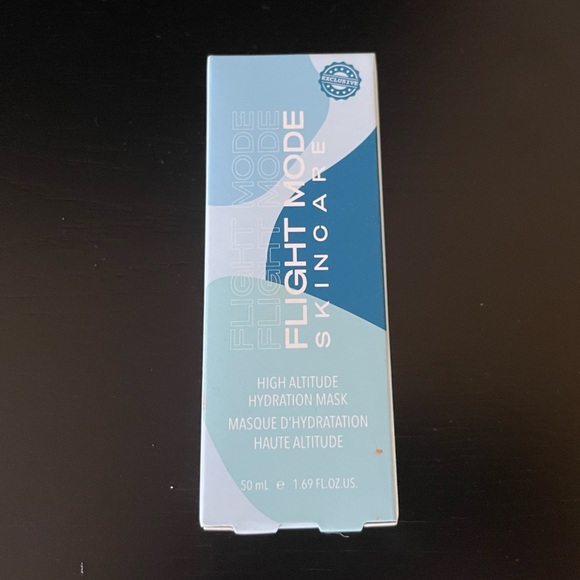 EXCLUSIVE
FLIGHT MODE
FLIGHT MODE
FLIGHT MODE
SKINCARE
HIGH ALTITUDE
HYDRATION MASK
MASQUE D'HYDRATATION
HAUTE ALTITUDE
50 mL e 1.69 FL.OZ.US.